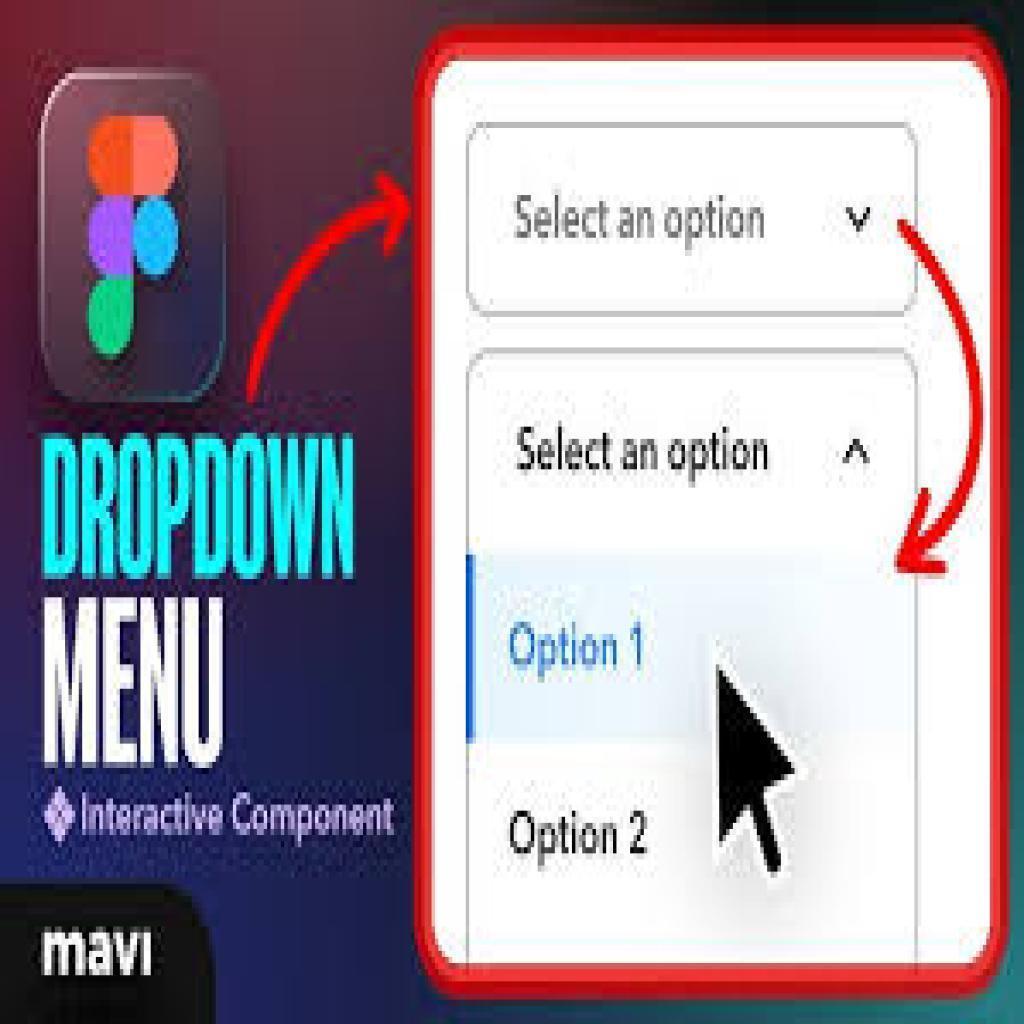 DROPDOWN
MENU
Interactive Component
mavi
Select an option
Select an option
Option 1
Option 2